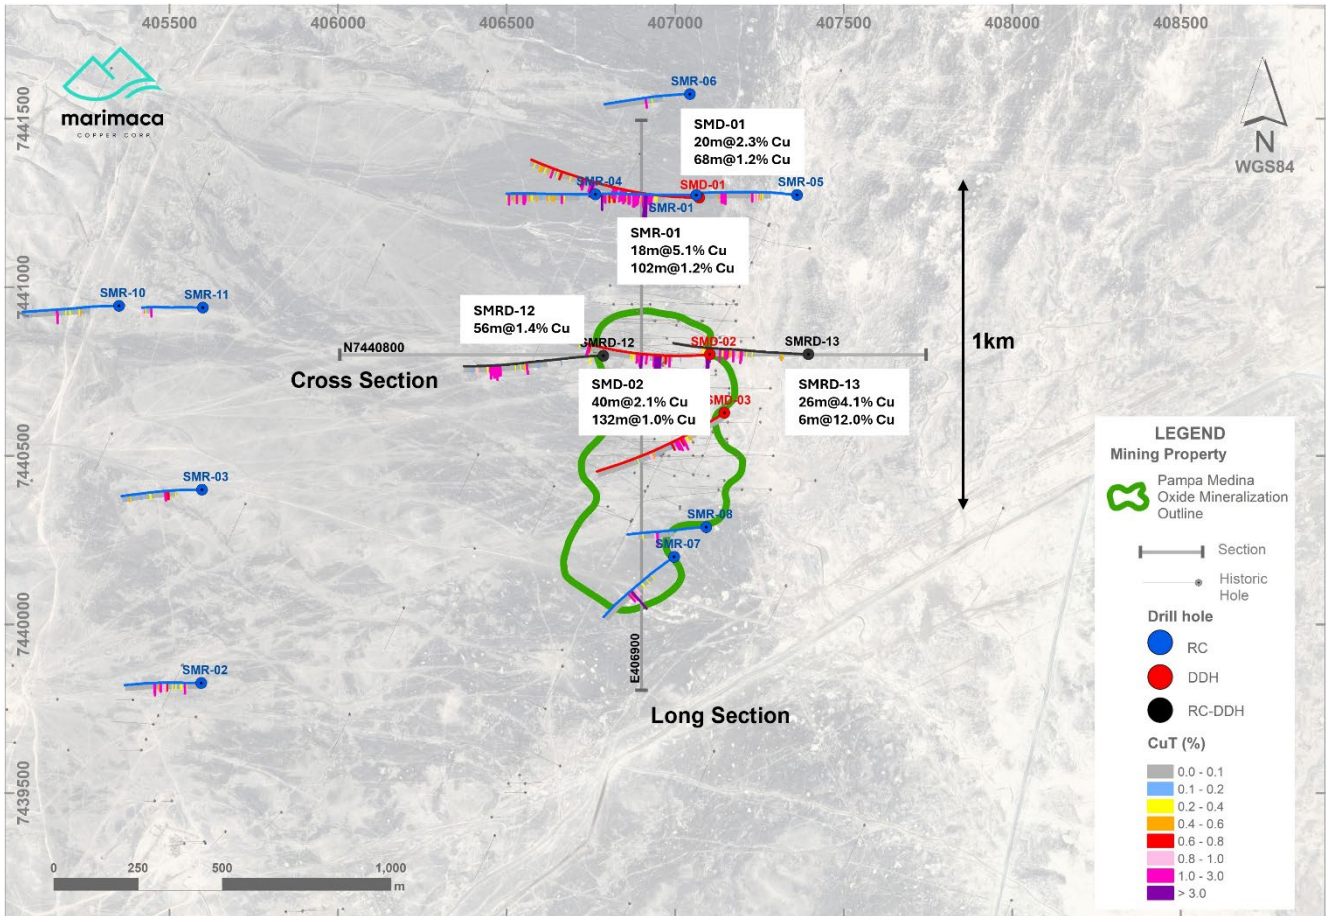 405500
406000
406500
407000
407500
408000
408500
7441500
7441000
7440500
7440000
7439500
marimaca
COPPER CORP.
N
WGS84
SMR-06
SMD-01
20m@2.3% Cu
68m@1.2% Cu
SMR-04
SMD-01
SMR-05
SMR-01
SMR-01
18m@5.1% Cu
102m@1.2% Cu
SMR-10
SMR-11
SMRD-12
56m@1.4% Cu
N7440800
SMRD-12
SMD-02
SMRD-13
1km
Cross Section
SMD-02
40m@2.1% Cu
132m@1.0% Cu
SMD-03
SMRD-13
26m@4.1% Cu
6m@12.0% Cu
SMR-03
SMR-08
SMR-07
E406900
SMR-02
Long Section
LEGEND
Mining Property
Pampa Medina
Oxide Mineralization
Outline
Section
Historic
Hole
Drill hole
RC
DDH
RC-DDH
CuT (%)
0.0 - 0.1
0.1 - 0.2
0.2 - 0.4
0.4 - 0.6
0.6 - 0.8
0.8 - 1.0
1.0 - 3.0
> 3.0
0
250
500
1,000
m